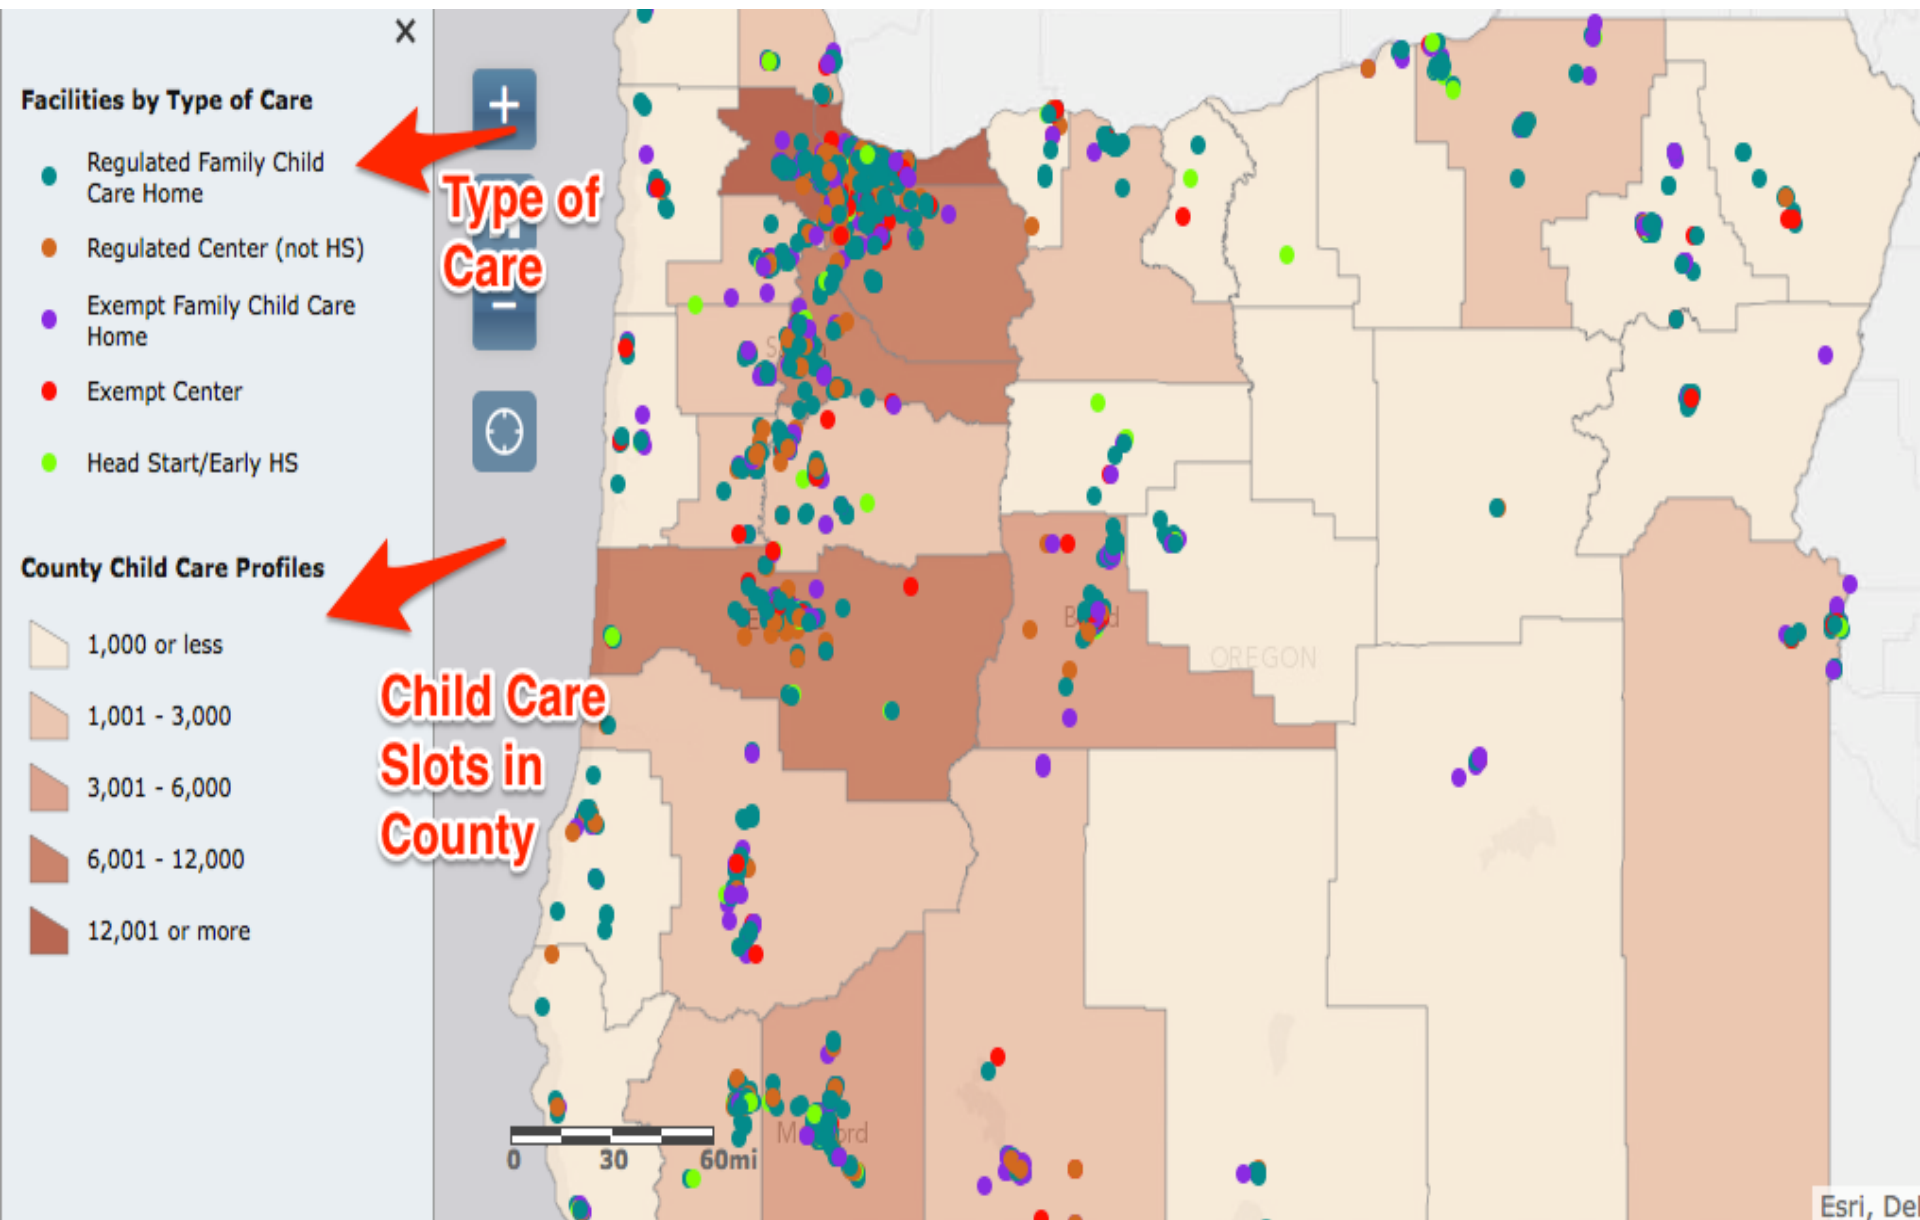 X
Facilities by Type of Care
Regulated Family Child
Care Home
Regulated Center (not HS)
Exempt Family Child Care
Home
Exempt Center
Head Start/Early HS
County Child Care Profiles
1,000 or less
1,001 - 3,000
3,001 - 6,000
6,001 - 12,000
12,001 or more
+
Type of
Care
−
Child Care
Slots in
County
OREGON
0 30 60mi
Esri, Del